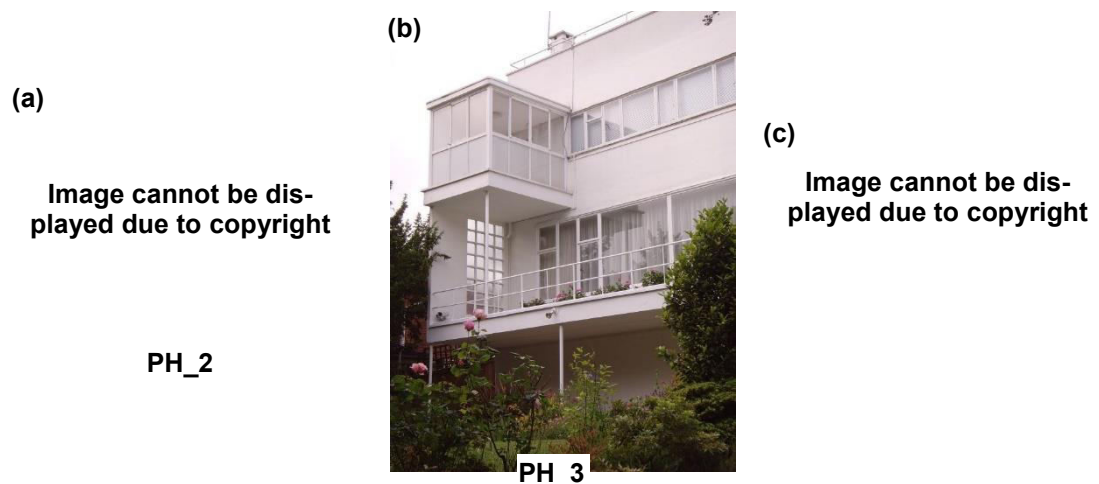 (a)
Image cannot be dis-
played due to copyright
PH_2
(b)
PH_3
(c)
Image cannot be dis-
played due to copyright